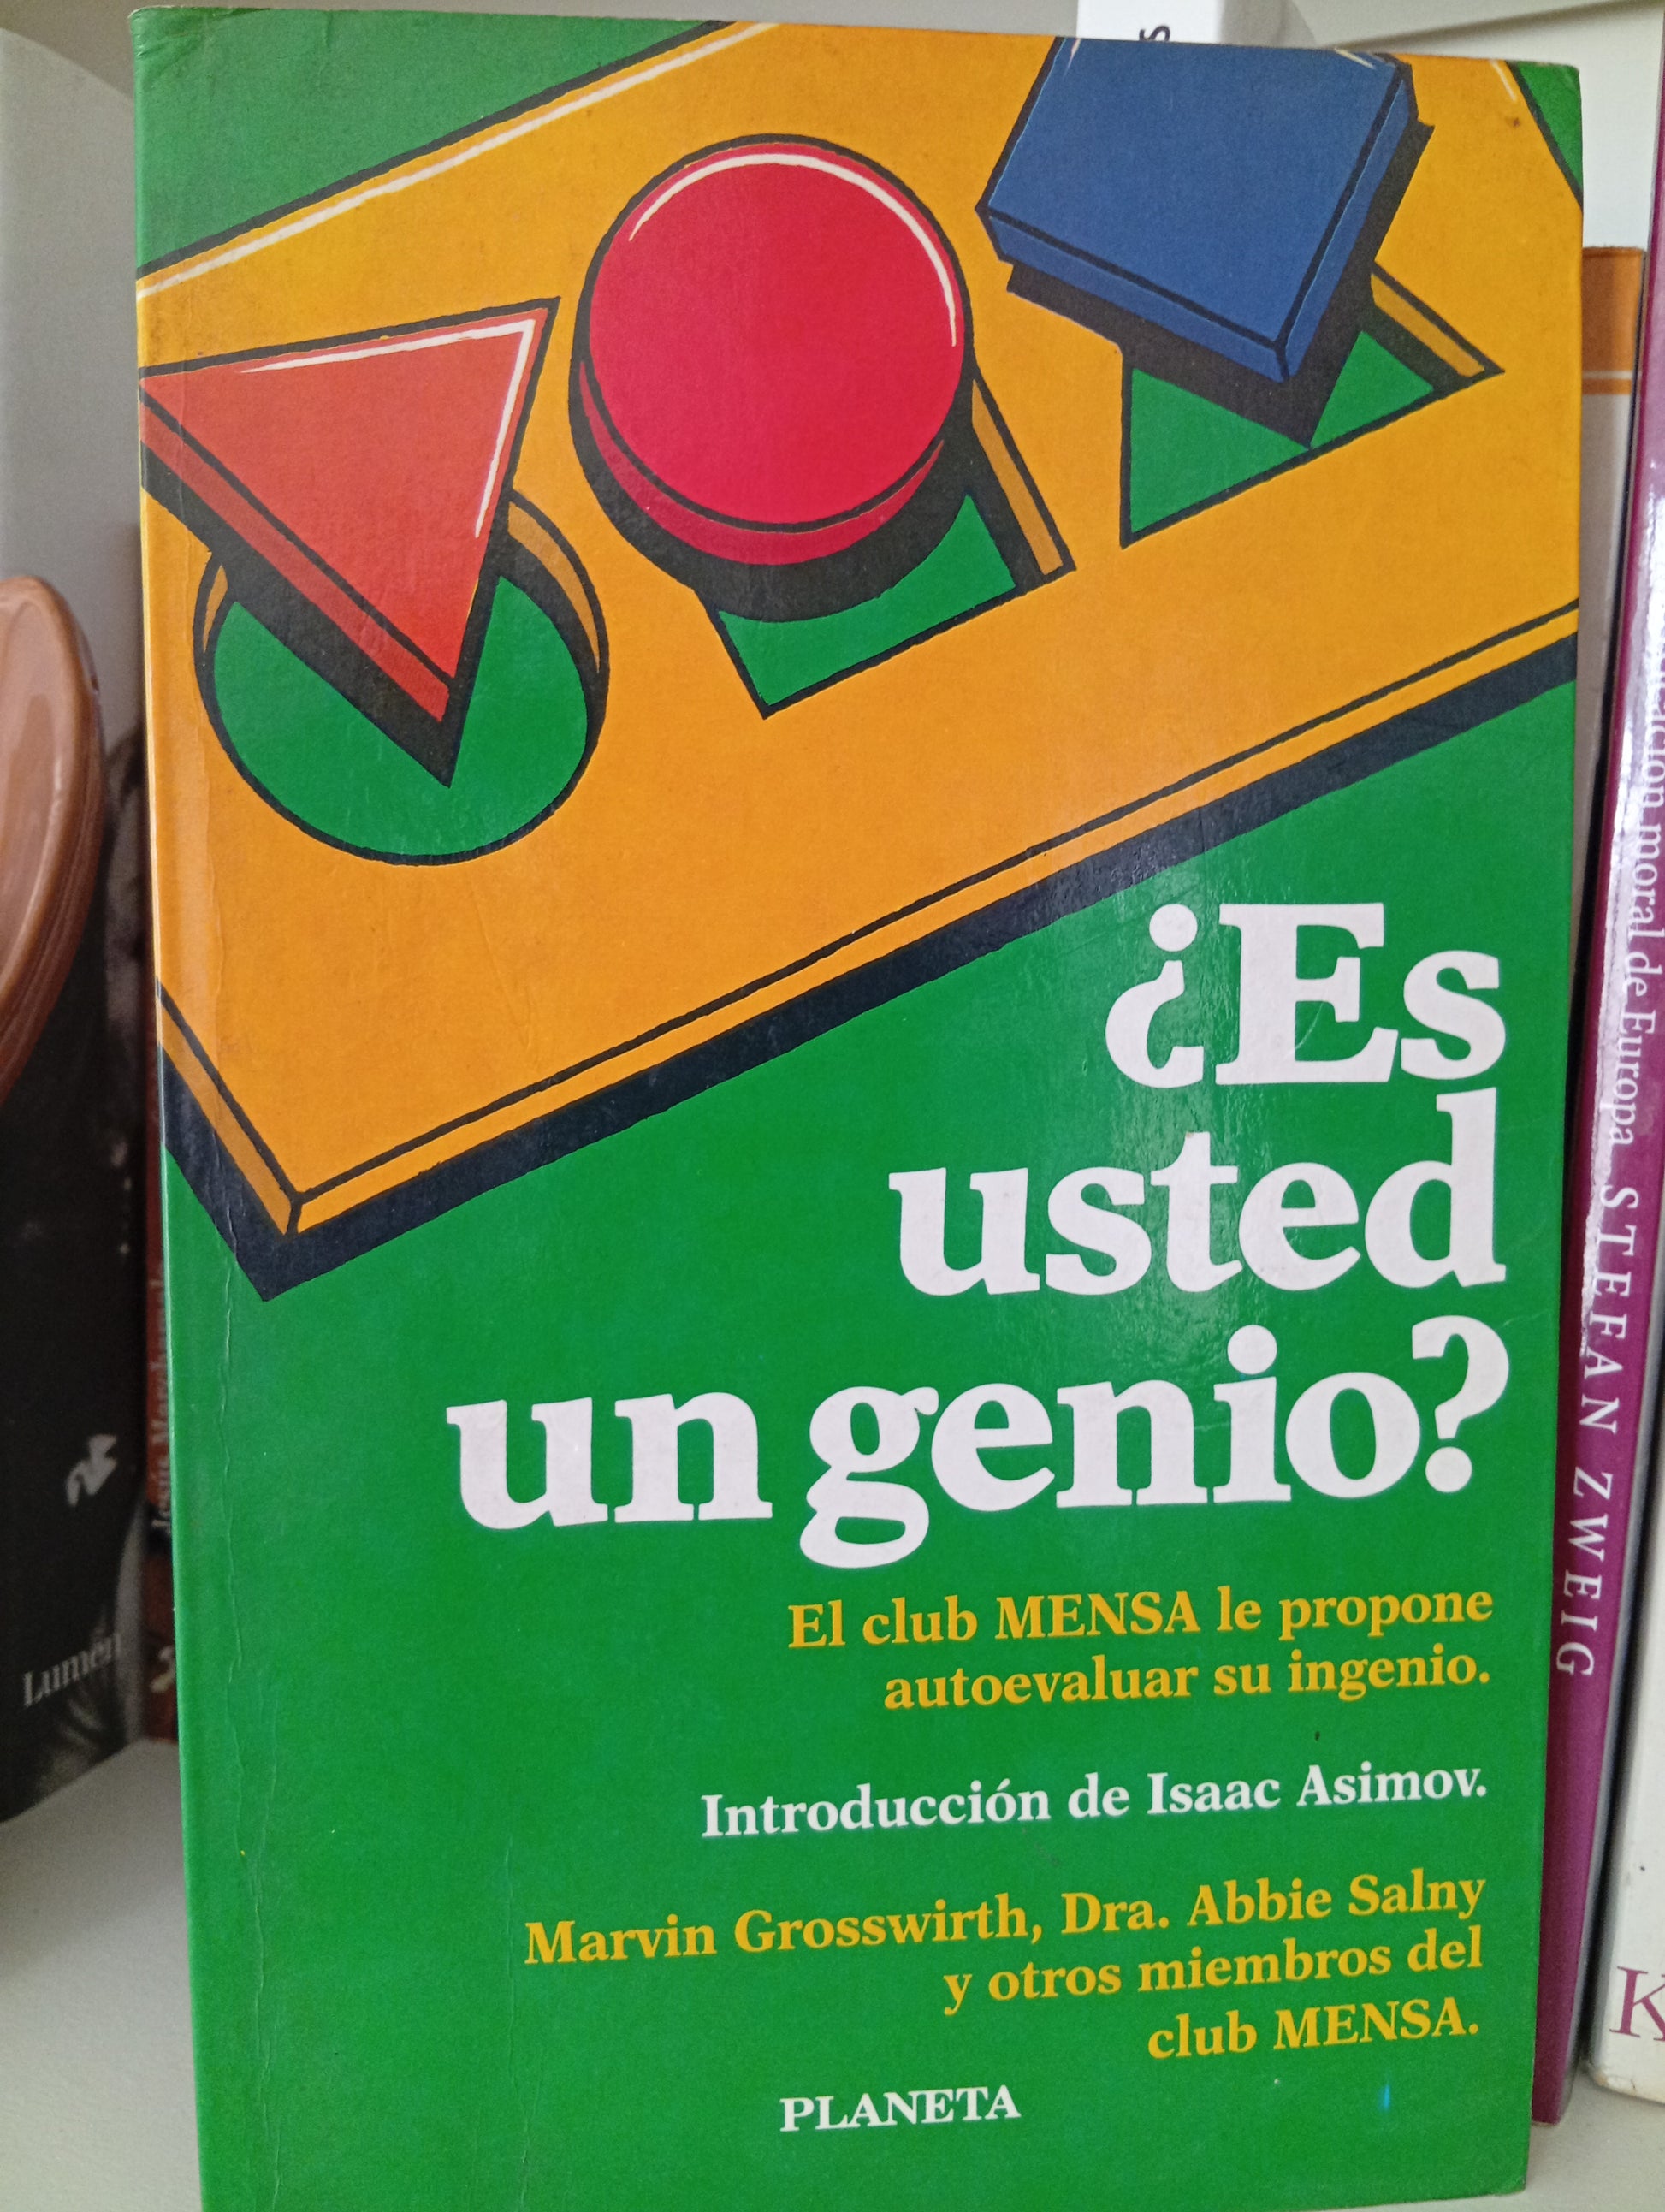 ¿Es
usted
un genio?
El club MENSA le propone
autoevaluar su ingenio.
Introducción de Isaac Asimov.
Marvin Grosswirth, Dra. Abbie Salny
y otros miembros del
club MENSA.
PLANETA
moral de Europa STEFAN ZWEIG
Lumen
K